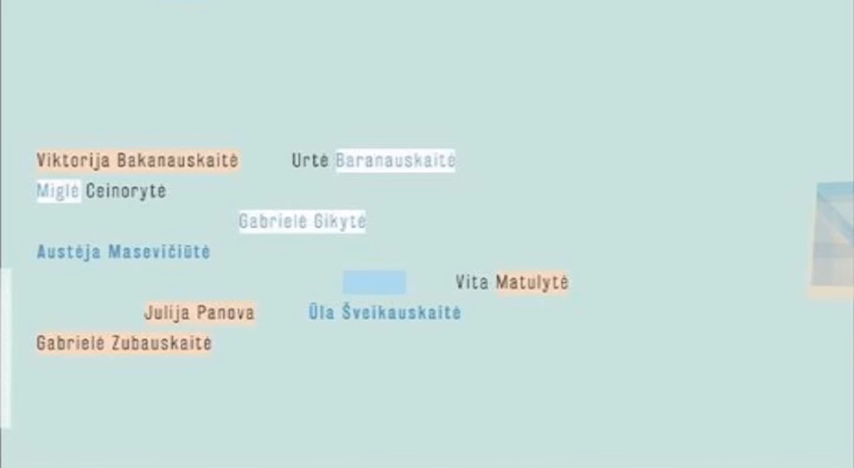 Viktorija Bakanauskaitė Urtė Baranauskaitė
Miglė Ceinorytė
Gabrielė Gikytė
Austėja Masevičiūtė
Vita Matulytė
Julija Panova Ūla Šveikauskaitė
Gabrielė Zubauskaitė